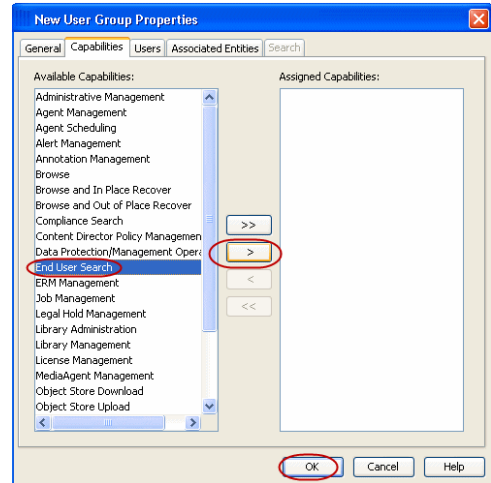 New User Group Properties
General Capabilities Users Associated Entities Search
Available Capabilities:
Assigned Capabilities:
Administrative Management
Agent Management
Agent Scheduling
Alert Management
Annotation Management
Browse
Browse and In Place Recover
Browse and Out of Place Recover
Compliance Search
Content Director Policy Managemen
Data Protection/Management Opera
End User Search
ERM Management
Job Management
Legal Hold Management
Library Administration
Library Management
License Management
MediaAgent Management
Object Store Download
Object Store Upload
>>
>
<
<<
OK Cancel Help